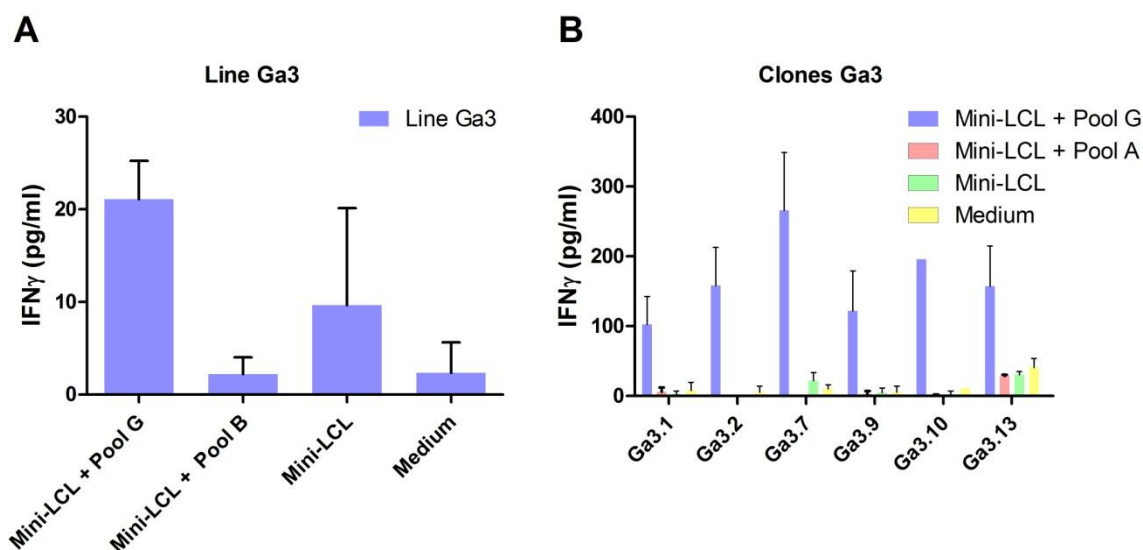 A
Line Ga3
Line Ga3
IFNγ (pg/ml)
30
20
10
0
Mini-LCL + Pool G
Mini-LCL + Pool B
Mini-LCL
Medium
B
Clones Ga3
Mini-LCL + Pool G
Mini-LCL + Pool A
Mini-LCL
Medium
IFNγ (pg/ml)
400
300
200
100
0
Ga3.1
Ga3.2
Ga3.7
Ga3.9
Ga3.10
Ga3.13